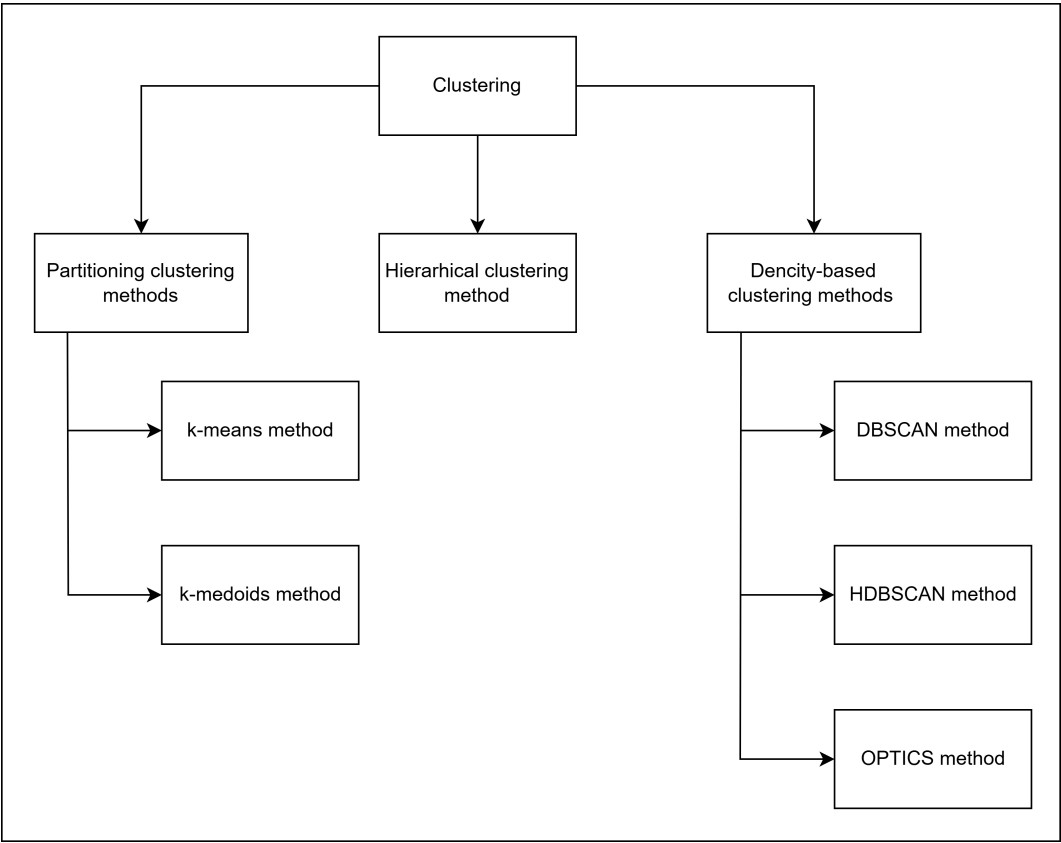 Clustering
Partitioning clustering
methods
Hierarhical clustering
method
Dencity-based
clustering methods
k-means method
DBSCAN method
k-medoids method
HDBSCAN method
OPTICS method